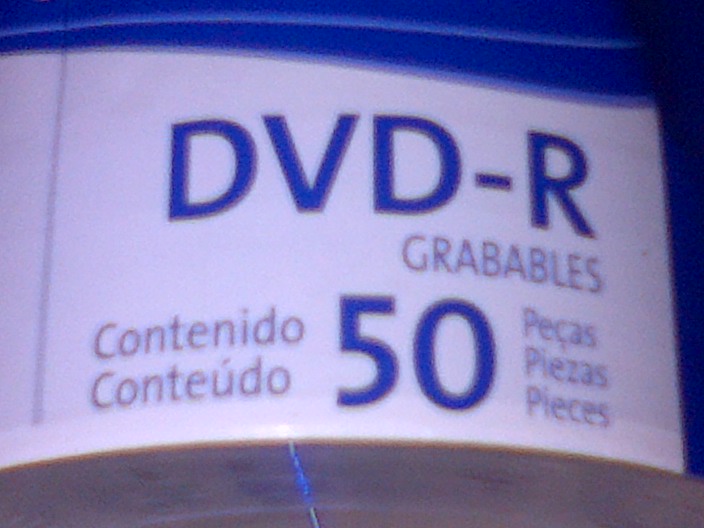 DVD-R
GRABABLES
Contenido
Conteúdo
50
Peças
Piezas
Pieces